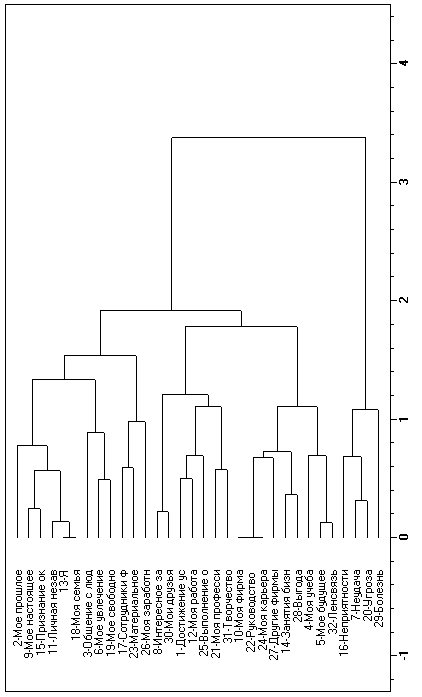 4
3
2
1
0
-1
2-Мое прошлое
9-Мое настоящее
15-Признание ок
11-Личная незав
13-Я
18-Моя семья
3-Общение с люд
6-Мое увлечение
19-Мое свободно
17-Сотрудники Ф
23-Материальное
26-Моя заработн
8-Интересное за
30-Мои друзья
1-Достижение ус
12-Моя работа
25-Выполнение о
21-Моя професси
31-Творчество
10-Моя Фирма
22-Руководство
24-Моя карьера
27-Другие Фирмы
14-Занятия бизн
28-Выгода
4-Моя учеба
5-Мое будущее
32-Ленсвязь
16-Неприятности
7-Неудача
20-Угроза
29-Болезнь